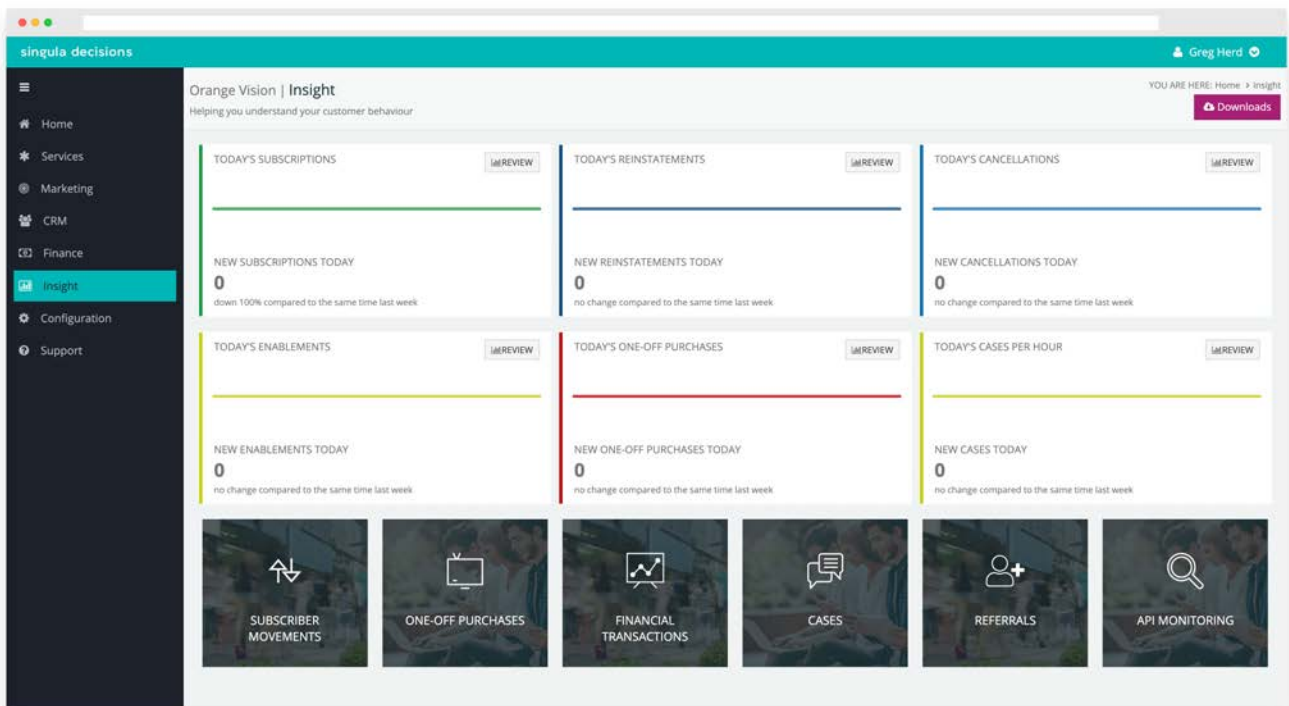 singula decisions
Greg Herd
Home
Services
Marketing
CRM
Finance
Insight
Configuration
Support
Orange Vision | Insight
Helping you understand your customer behaviour
YOU ARE HERE: Home > Insight
Downloads
TODAY'S SUBSCRIPTIONS
REVIEW
NEW SUBSCRIPTIONS TODAY
0
down 100% compared to the same time last week
TODAY'S REINSTATEMENTS
REVIEW
NEW REINSTATEMENTS TODAY
0
no change compared to the same time last week
TODAY'S CANCELLATIONS
REVIEW
NEW CANCELLATIONS TODAY
0
no change compared to the same time last week
TODAY'S ENABLEMENTS
REVIEW
NEW ENABLEMENTS TODAY
0
no change compared to the same time last week
TODAY'S ONE-OFF PURCHASES
REVIEW
NEW ONE-OFF PURCHASES TODAY
0
no change compared to the same time last week
TODAY'S CASES PER HOUR
REVIEW
NEW CASES TODAY
0
no change compared to the same time last week
SUBSCRIBER
MOVEMENTS
ONE-OFF PURCHASES
FINANCIAL
TRANSACTIONS
CASES
REFERRALS
API MONITORING